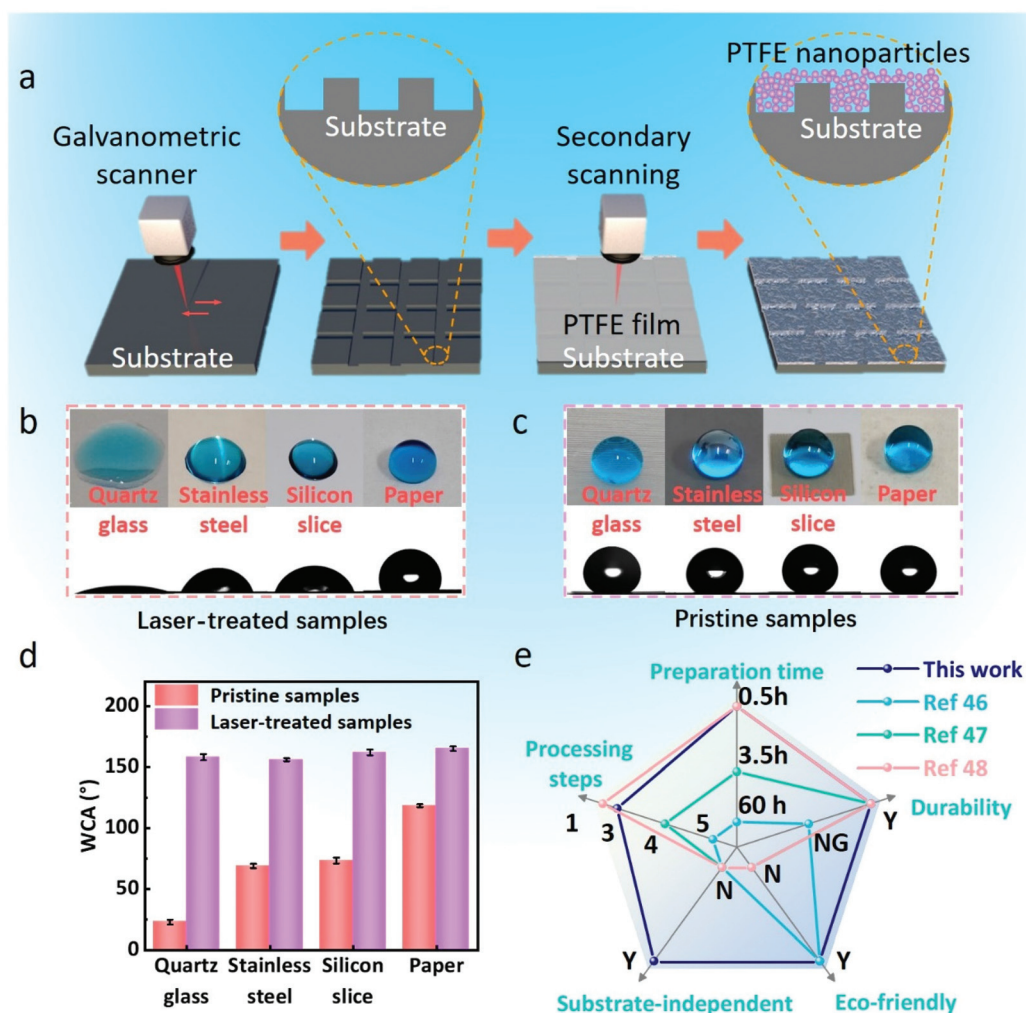 a
Galvanometric
scanner
Substrate
Substrate
Secondary
scanning
PTFE film
Substrate
PTFE nanoparticles
Substrate
b
Quartz
glass
Stainless
steel
Silicon
slice
Paper
Laser-treated samples
c
Quartz
glass
Stainless
steel
Silicon
slice
Paper
Pristine samples
d
WCA (°)
200
150
100
50
0
Pristine samples
Laser-treated samples
Quartz
glass
Stainless
steel
Silicon
slice
Paper
e
Preparation time
0.5h
3.5h
60 h
Processing
steps
1
3
4
5
Durability
Y
NG
N
N
Y
Y
Substrate-independent
Eco-friendly
This work
Ref 46
Ref 47
Ref 48